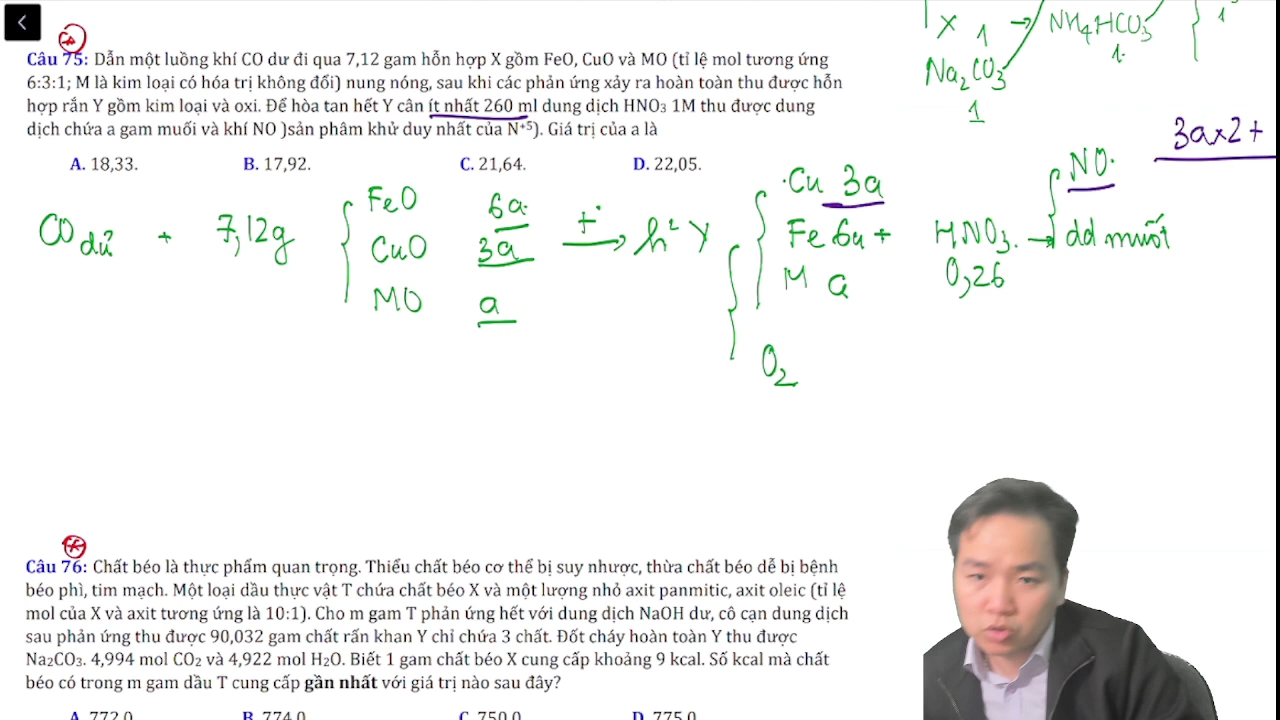 Câu 75: Dẫn một luồng khí CO dư đi qua 7,12 gam hỗn hợp X gồm FeO, CuO và MO (tỉ lệ mol tương ứng
6:3:1; M là kim loại có hóa trị không đổi) nung nóng, sau khi các phản ứng xảy ra hoàn toàn thu được hỗn
hợp rắn Y gồm kim loại và oxi. Để hòa tan hết Y cần ít nhất 260 ml dung dịch HNO₃ 1M thu được dung
dịch chứa a gam muối và khí NO )sản phâm khử duy nhất của N⁺⁵). Giá trị của a là
A. 18,33. B. 17,92. C. 21,64. D. 22,05.
X 1 → NH4HCO3
1
Na2CO3
1
3a×2+
CO dư + 7,12g
FeO 6a
CuO 3a
MO a
t° → h² Y
Cu 3a
Fe 6a +
M a
O2
HNO3 →
0,26
NO
dd muối
Câu 76: Chất béo là thực phẩm quan trọng. Thiếu chất béo cơ thể bị suy nhược, thừa chất béo dễ bị bệnh
béo phì, tim mạch. Một loại dầu thực vật T chứa chất béo X và một lượng nhỏ axit panmitic, axit oleic (tỉ lệ
mol của X và axit tương ứng là 10:1). Cho m gam T phản ứng hết với dung dịch NaOH dư, cô cạn dung dịch
sau phản ứng thu được 90,032 gam chất rắn khan Y chỉ chứa 3 chất. Đốt cháy hoàn toàn Y thu được
Na₂CO₃. 4,994 mol CO₂ và 4,922 mol H₂O. Biết 1 gam chất béo X cung cấp khoảng 9 kcal. Số kcal mà chất
béo có trong m gam dầu T cung cấp gần nhất với giá trị nào sau đây?
A. 772,0. B. 774,0. C. 750,0. D. 775,0.